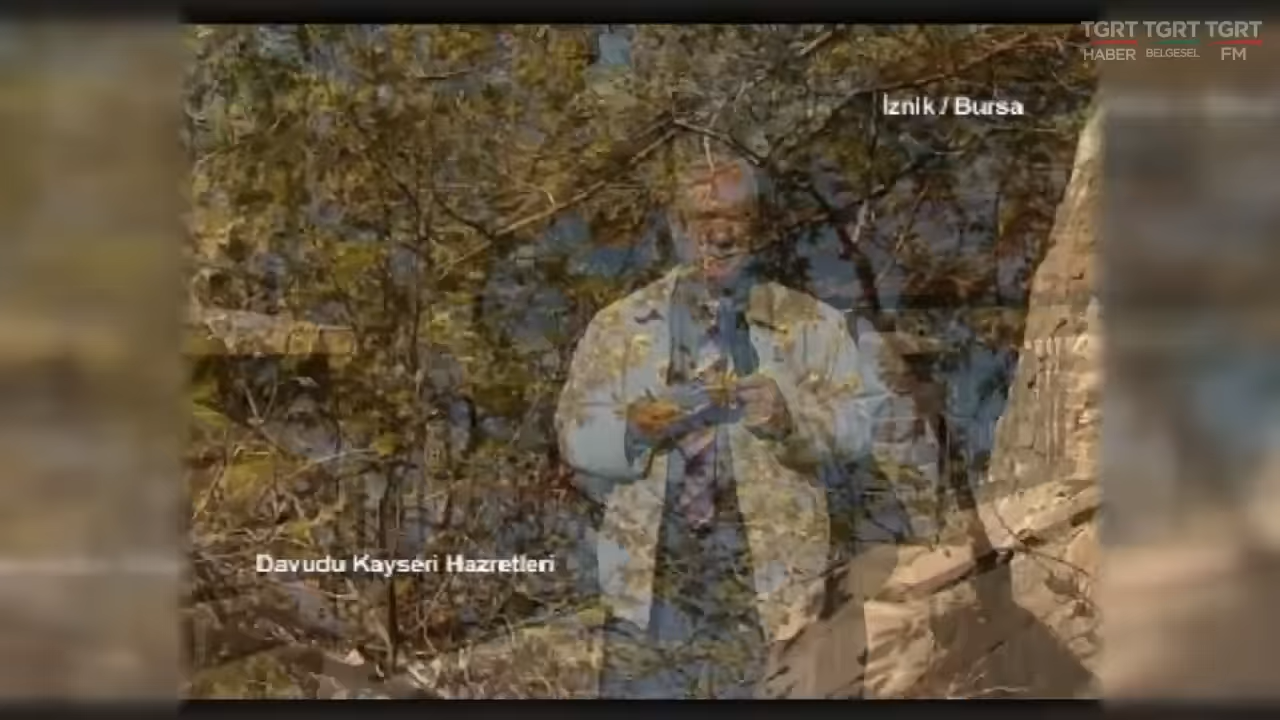 TGRT TGRT TGRT
HABER BELGESEL FM
İznik / Bursa
Davudu Kayseri Hazretleri